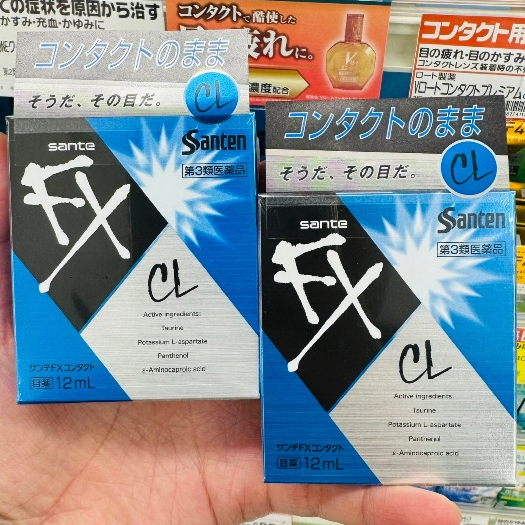 の症状を原因から治す
かすみ・充血・かゆみに
コンタクトで酷使した
疲れに。
濃度配合
コンタクト用
目の疲れ・目のかすみ
コンタクトレンズ装着時の不
ロート製薬
Vロートコンタクトプレミアム
コンタクトのまま
そうだ、その目だ。
CL
sante
FX
Santen
第3類医薬品
CL
Active ingredients:
Taurine
Potassium L-aspartate
Panthenol
ε-Aminocaproic acid
サンテFXコンタクト
目薬 12mL
コンタクトのまま
そうだ、その目だ。
CL
sante
FX
Santen
第3類医薬品
CL
Active ingredients:
Taurine
Potassium L-aspartate
Panthenol
ε-Aminocaproic acid
サンテFXコンタクト
目薬 12mL